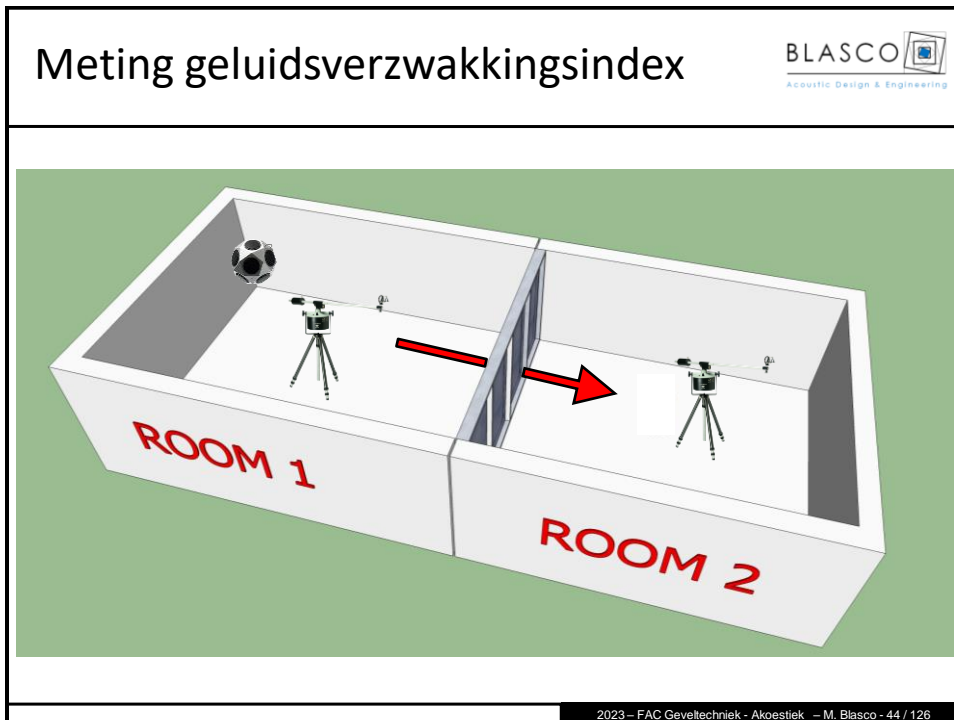 Meting geluidsverzwakkingsindex
BLASCO
Acoustic Design & Engineering
ROOM 1
ROOM 2
2023 – FAC Geveltechniek - Akoestiek – M. Blasco - 44 / 126